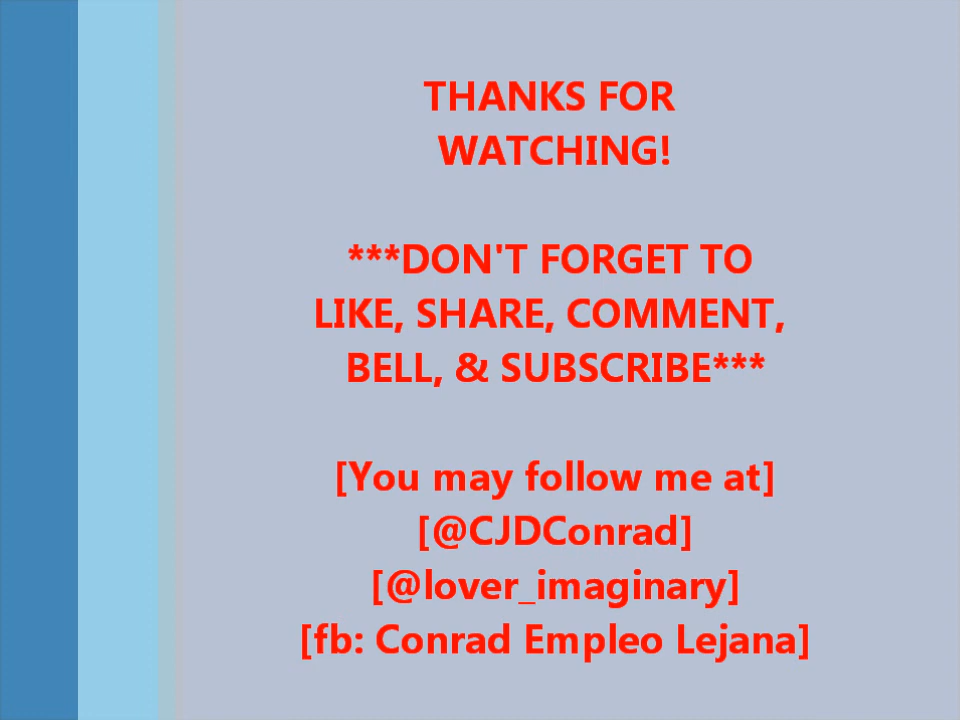 THANKS FOR
WATCHING!
***DON'T FORGET TO
LIKE, SHARE, COMMENT,
BELL, & SUBSCRIBE***
[You may follow me at]
[@CJDConrad]
[@lover_imaginary]
[fb: Conrad Empleo Lejana]